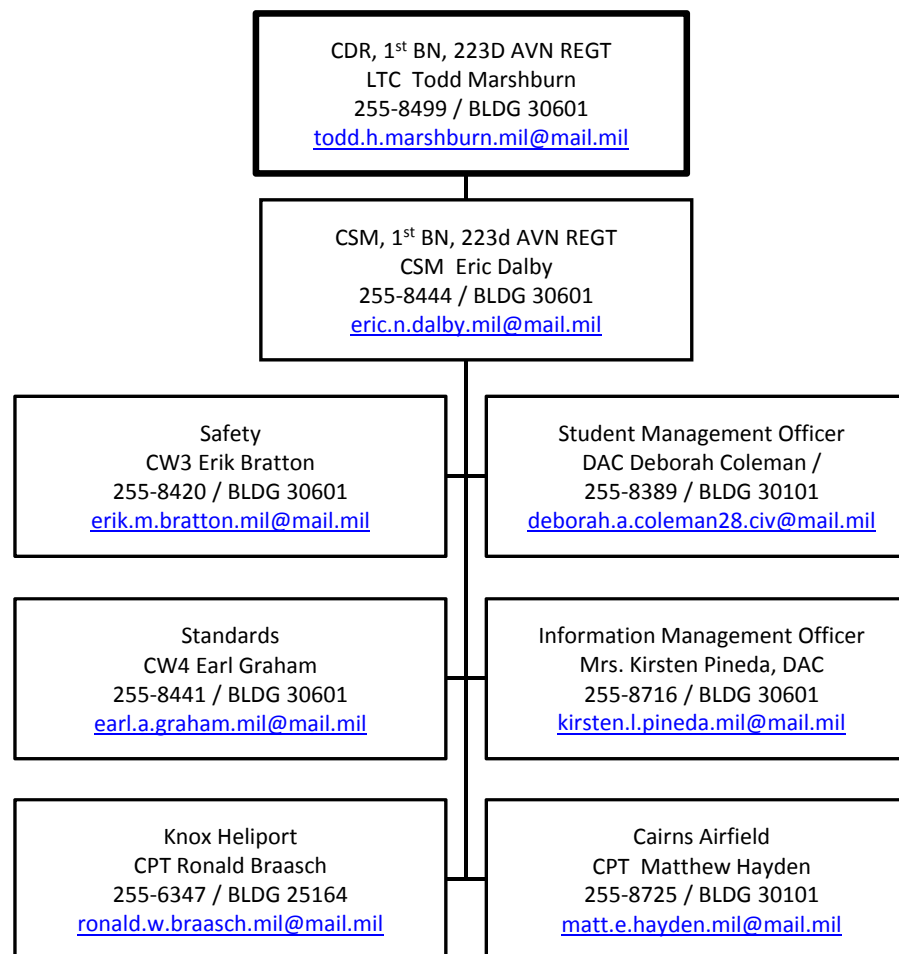 CDR, 1st BN, 223D AVN REGT
LTC Todd Marshburn
255-8499 / BLDG 30601
todd.h.marshburn.mil@mail.mil
CSM, 1st BN, 223d AVN REGT
CSM Eric Dalby
255-8444 / BLDG 30601
eric.n.dalby.mil@mail.mil
Safety
CW3 Erik Bratton
255-8420 / BLDG 30601
erik.m.bratton.mil@mail.mil
Student Management Officer
DAC Deborah Coleman /
255-8389 / BLDG 30101
deborah.a.coleman28.civ@mail.mil
Standards
CW4 Earl Graham
255-8441 / BLDG 30601
earl.a.graham.mil@mail.mil
Information Management Officer
Mrs. Kirsten Pineda, DAC
255-8716 / BLDG 30601
kirsten.l.pineda.mil@mail.mil
Knox Heliport
CPT Ronald Braasch
255-6347 / BLDG 25164
ronald.w.braasch.mil@mail.mil
Cairns Airfield
CPT Matthew Hayden
255-8725 / BLDG 30101
matt.e.hayden.mil@mail.mil